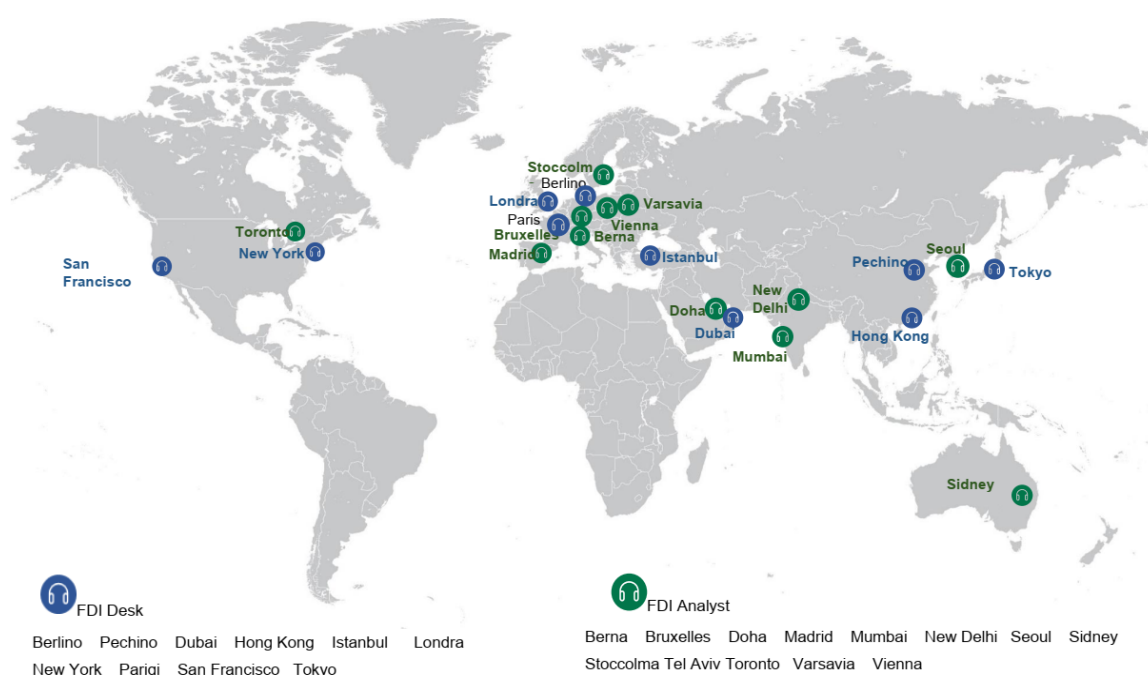 Stoccolm
Berlino
Londra
Varsavia
Paris
Vienna
Bruxelles
Berna
Madrid
Istanbul
Toronto
New York
San
Francisco
Pechino
Seoul
Tokyo
New
Delhi
Doha
Dubai
Mumbai
Hong Kong
Sidney
FDI Desk
Berlino Pechino Dubai Hong Kong Istanbul Londra
New York Parigi San Francisco Tokyo
FDI Analyst
Berna Bruxelles Doha Madrid Mumbai New Delhi Seoul Sidney
Stoccolma Tel Aviv Toronto Varsavia Vienna